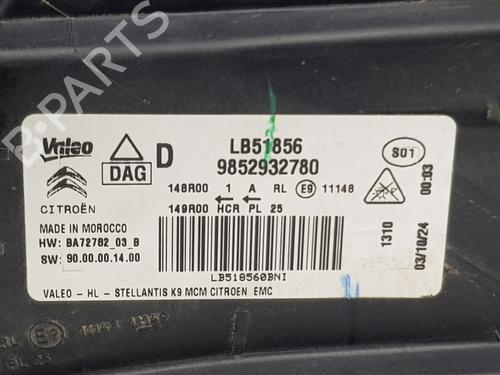 B-PARTS
Valeo
DAG
D
LB51856
9852932780
S01
148R00 1 A RL E9 11148
149R00 HCR PL 25
CITROËN
MADE IN MOROCCO
HW: BA72762_03_B
SW: 90.00.00.14.00
LB518560BNI
VALEO - HL - STELLANTIS K9 MCM CITROEN EMC
1310
03/10/24 00:03